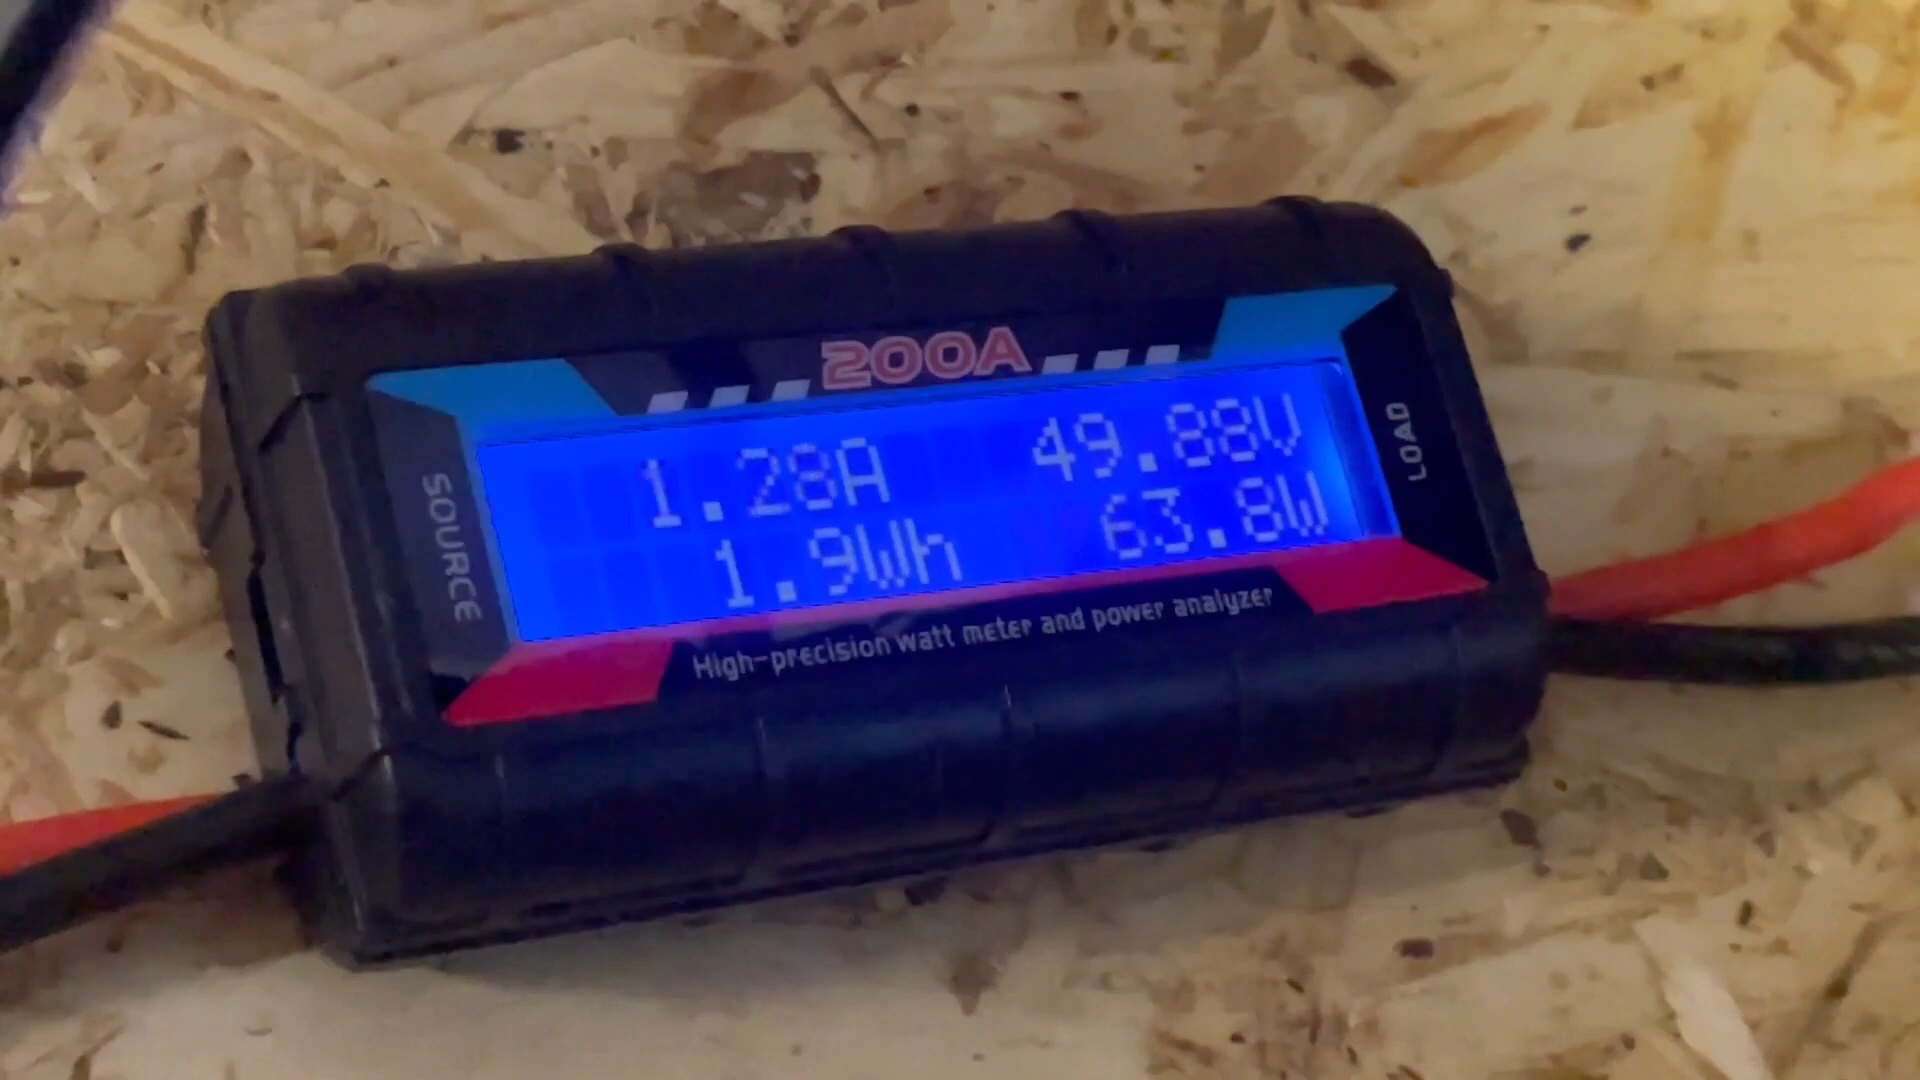 200A
SOURCE
1.28A 49.88V
1.9Wh 63.8W
LOAD
High-precision watt meter and power analyzer